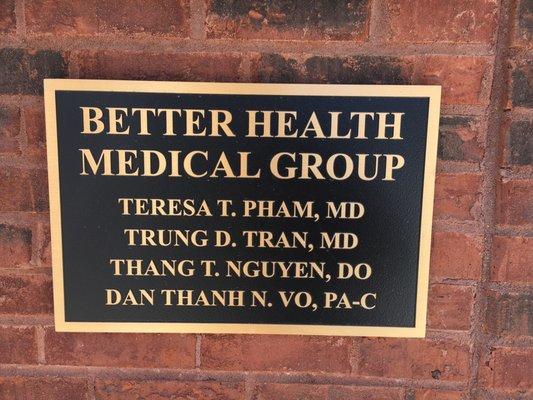 BETTER HEALTH
MEDICAL GROUP
TERESA T. PHAM, MD
TRUNG D. TRAN, MD
THANG T. NGUYEN, DO
DAN THANH N. VO, PA-C